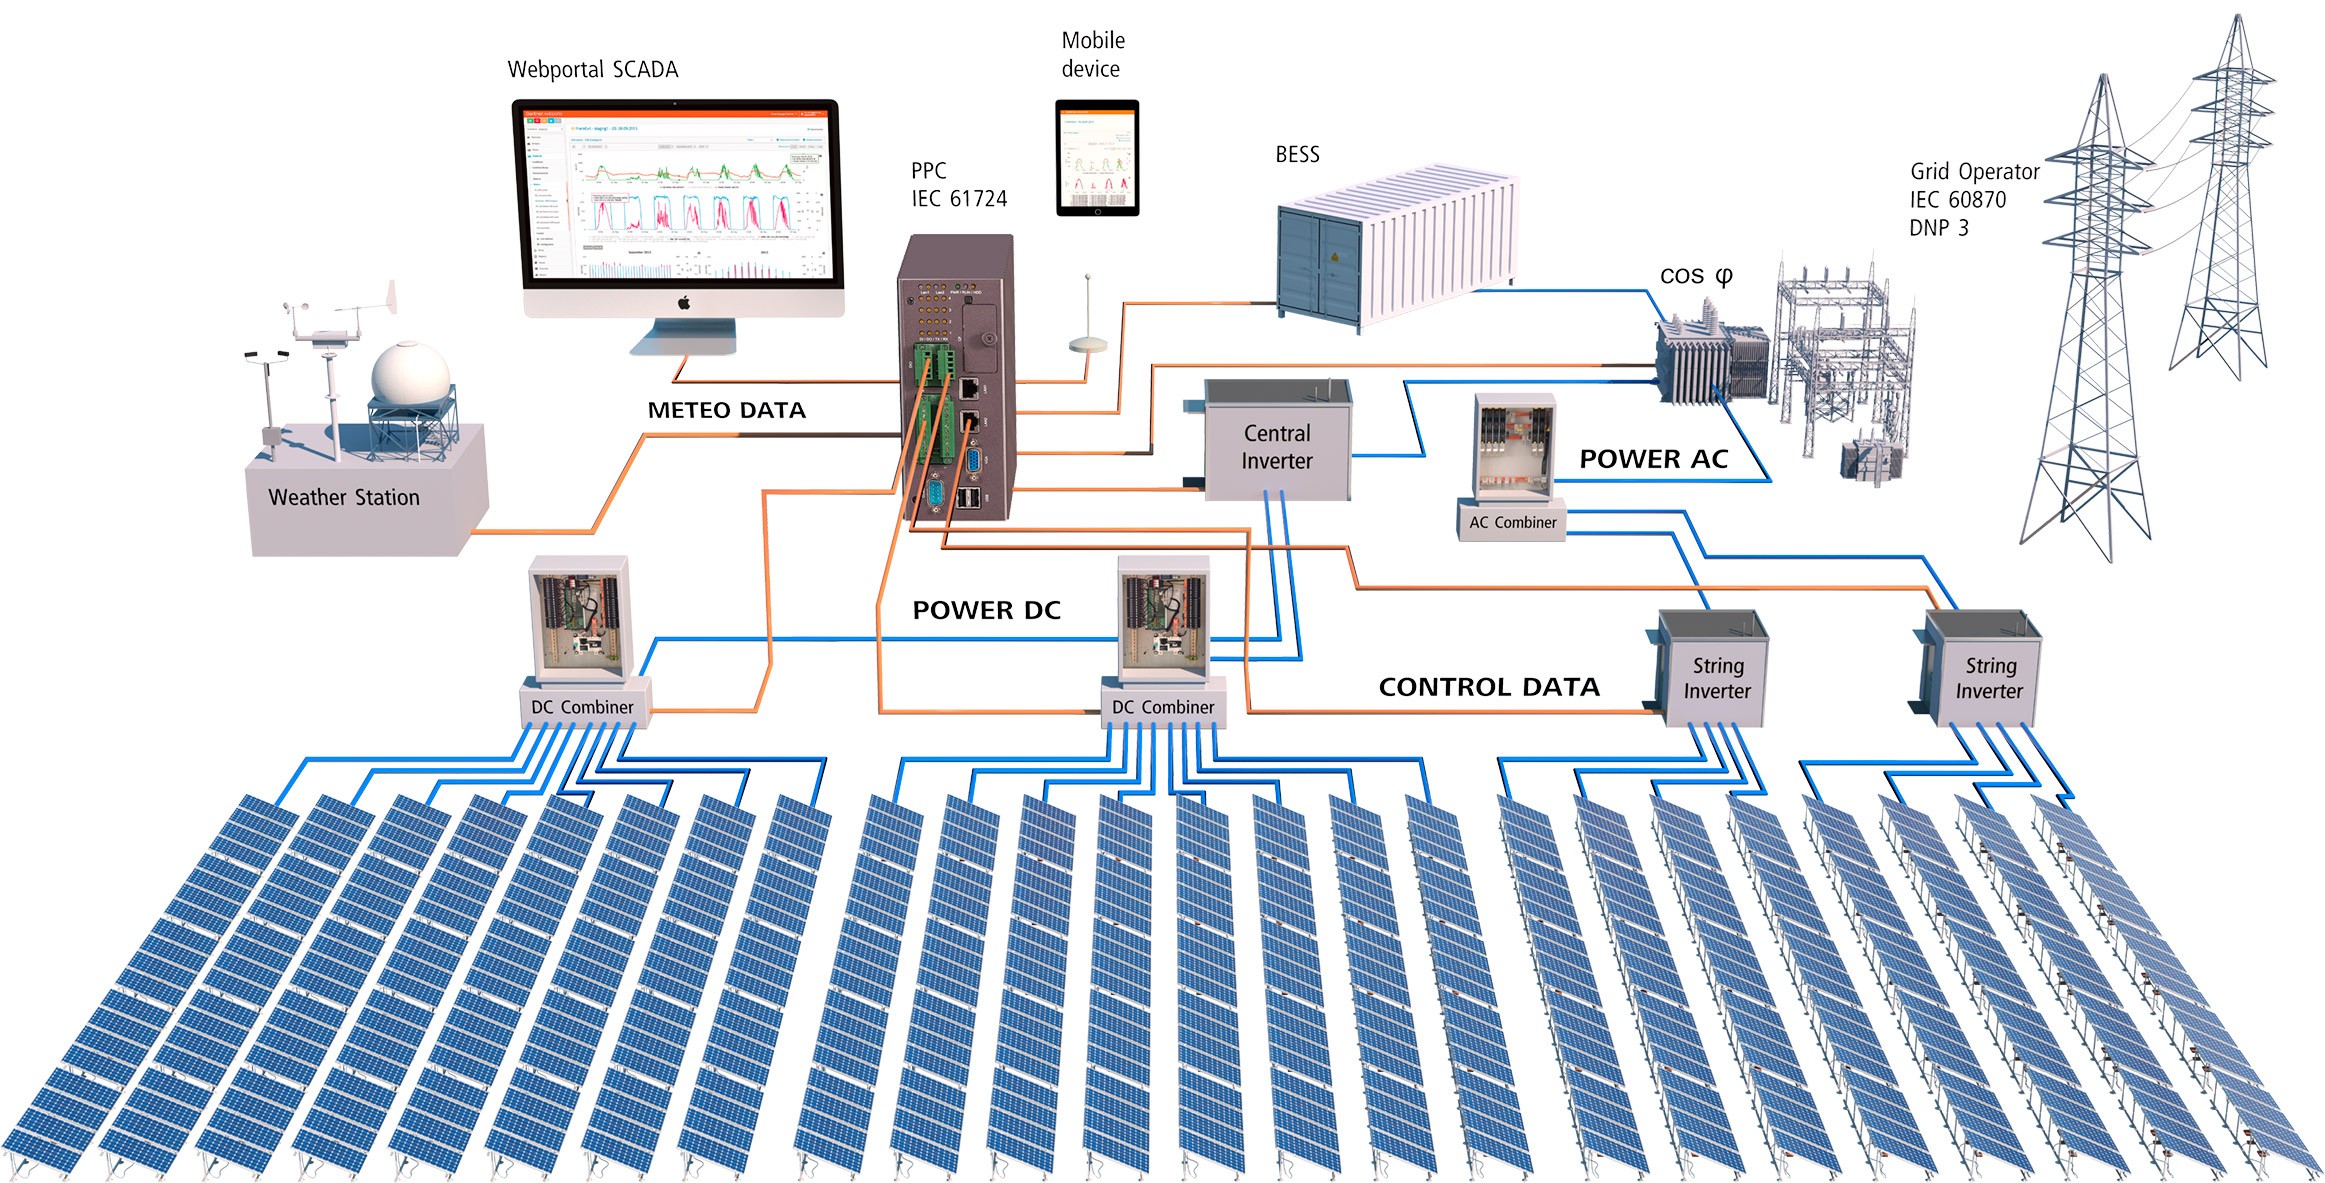 Webportal SCADA
Mobile
device
PPC
IEC 61724
BESS
Grid Operator
IEC 60870
DNP 3
cos φ
METEO DATA
Weather Station
Central
Inverter
POWER AC
AC Combiner
POWER DC
CONTROL DATA
DC Combiner
DC Combiner
String
Inverter
String
Inverter